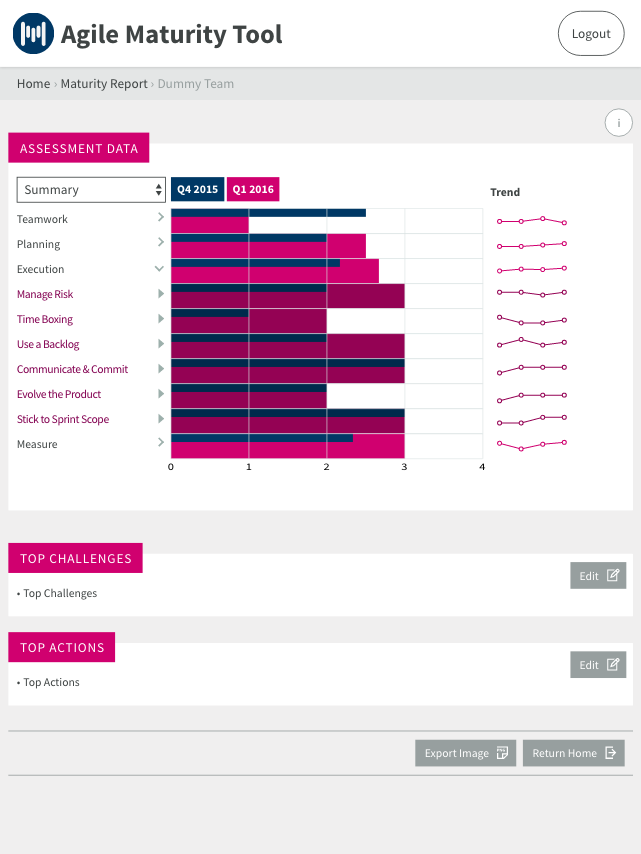 Agile Maturity Tool
Logout
Home › Maturity Report › Dummy Team
i
ASSESSMENT DATA
Summary
Q4 2015
Q1 2016
Trend
Teamwork
Planning
Execution
Manage Risk
Time Boxing
Use a Backlog
Communicate & Commit
Evolve the Product
Stick to Sprint Scope
Measure
0 1 2 3 4
TOP CHALLENGES
Edit
• Top Challenges
TOP ACTIONS
Edit
• Top Actions
Export Image
Return Home